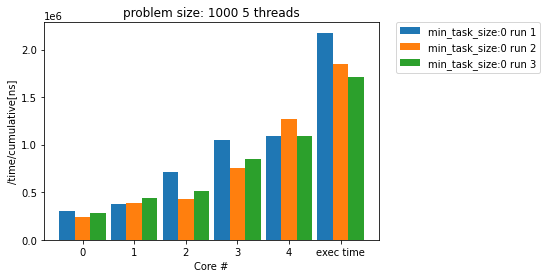 problem size: 1000 5 threads
1e6
2.0
1.5
1.0
0.5
0.0
/time/cumulative[ns]
0 1 2 3 4 exec time
Core #
min_task_size:0 run 1
min_task_size:0 run 2
min_task_size:0 run 3